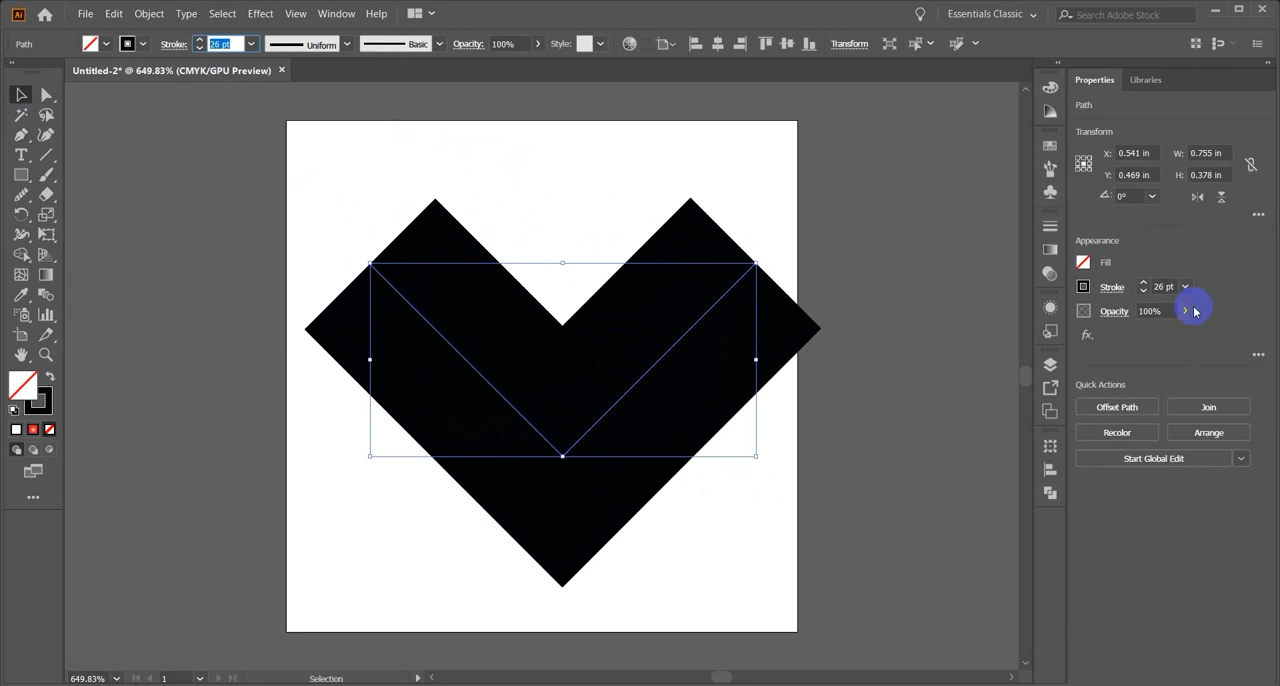 Ai File Edit Object Type Select Effect View Window Help Essentials Classic Search Adobe Stock
Path Stroke: 26 pt Uniform Basic Opacity: 100% Style: Transform
Untitled-2* @ 649.83% (CMYK/GPU Preview) ×
Properties Libraries
Path
Transform
X: 0.541 in W: 0.755 in
Y: 0.469 in H: 0.378 in
0°
Appearance
Fill
Stroke 26 pt
Opacity 100%
fx.
Quick Actions
Offset Path Join
Recolor Arrange
Start Global Edit
649.83% 1 Selection